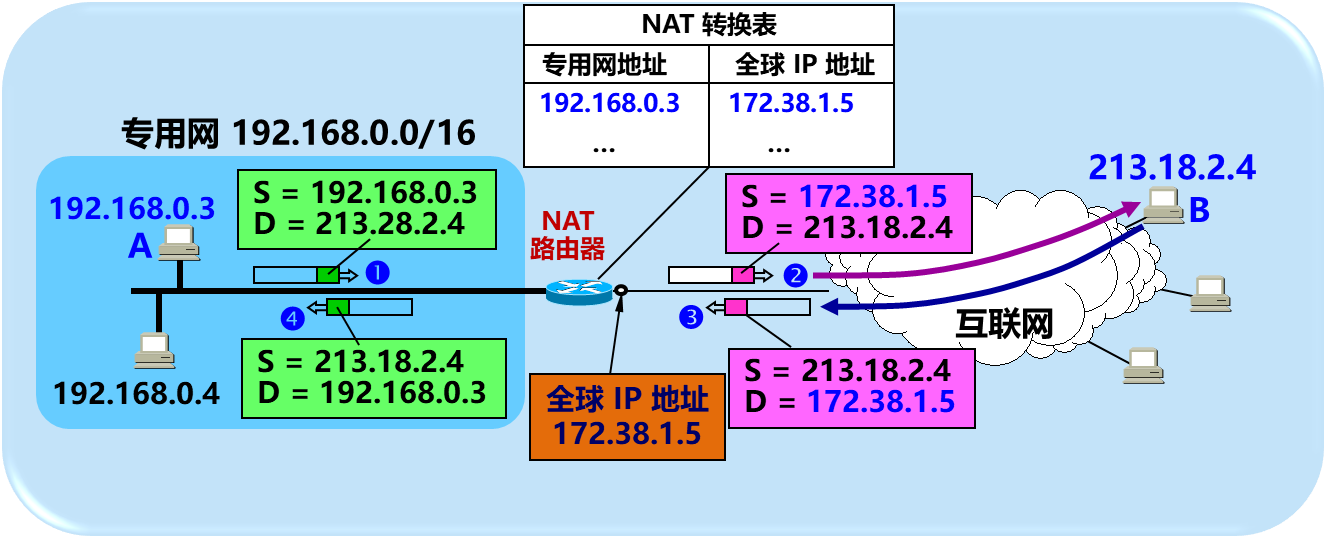 NAT 转换表
专用网地址 全球 IP 地址
192.168.0.3 172.38.1.5
... ...
专用网 192.168.0.0/16
192.168.0.3
A
S = 192.168.0.3
D = 213.28.2.4
NAT
路由器
S = 172.38.1.5
D = 213.18.2.4
213.18.2.4
B
❶
❷
❹
❸
互联网
192.168.0.4
S = 213.18.2.4
D = 192.168.0.3
全球 IP 地址
172.38.1.5
S = 213.18.2.4
D = 172.38.1.5